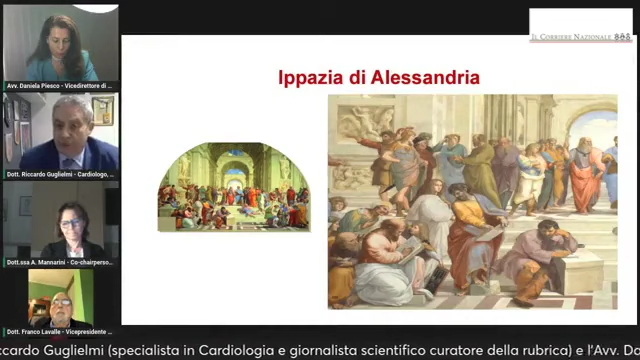 IL CORRIERE NAZIONALE
Ippazia di Alessandria
Avv. Daniela Piesco - Vicedirettore di ...
Dott. Riccardo Guglielmi - Cardiologo, ...
Dott.ssa A. Mannarini - Co-chairperso...
Dott. Franco Lavalle - Vicepresidente ...
ccardo Guglielmi (specialista in Cardiologia e giornalista scientifico curatore della rubrica) e l'Avv. Da